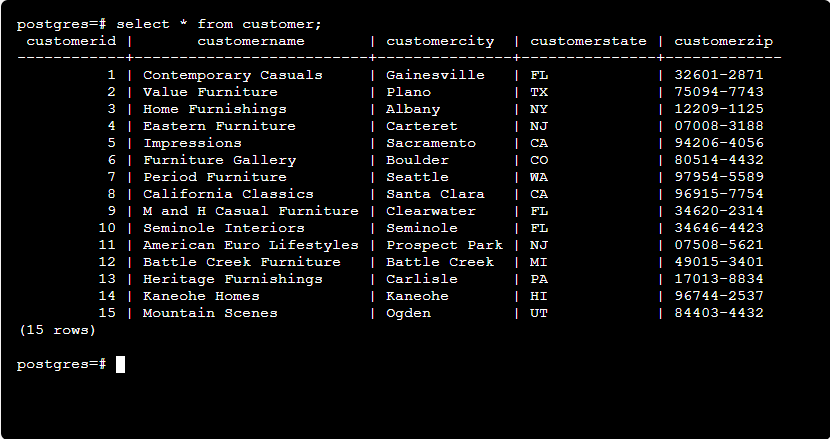 postgres=# select * from customer;
 customerid |       customername        | customercity  | customerstate | customerzip
------------+---------------------------+---------------+---------------+-------------
          1 | Contemporary Casuals      | Gainesville   | FL            | 32601-2871
          2 | Value Furniture           | Plano         | TX            | 75094-7743
          3 | Home Furnishings          | Albany        | NY            | 12209-1125
          4 | Eastern Furniture         | Carteret      | NJ            | 07008-3188
          5 | Impressions               | Sacramento    | CA            | 94206-4056
          6 | Furniture Gallery         | Boulder       | CO            | 80514-4432
          7 | Period Furniture          | Seattle       | WA            | 97954-5589
          8 | California Classics       | Santa Clara   | CA            | 96915-7754
          9 | M and H Casual Furniture  | Clearwater    | FL            | 34620-2314
         10 | Seminole Interiors        | Seminole      | FL            | 34646-4423
         11 | American Euro Lifestyles  | Prospect Park | NJ            | 07508-5621
         12 | Battle Creek Furniture    | Battle Creek  | MI            | 49015-3401
         13 | Heritage Furnishings      | Carlisle      | PA            | 17013-8834
         14 | Kaneohe Homes             | Kaneohe       | HI            | 96744-2537
         15 | Mountain Scenes           | Ogden         | UT            | 84403-4432
(15 rows)
postgres=#